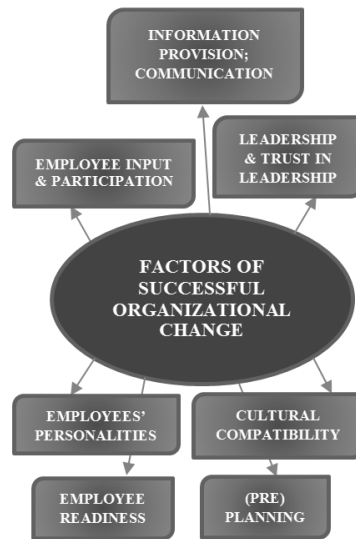 INFORMATION
PROVISION;
COMMUNICATION
LEADERSHIP
& TRUST IN
LEADERSHIP
EMPLOYEE INPUT
& PARTICIPATION
FACTORS OF
SUCCESSFUL
ORGANIZATIONAL
CHANGE
EMPLOYEES’
PERSONALITIES
CULTURAL
COMPATIBILITY
EMPLOYEE
READINESS
(PRE)
PLANNING